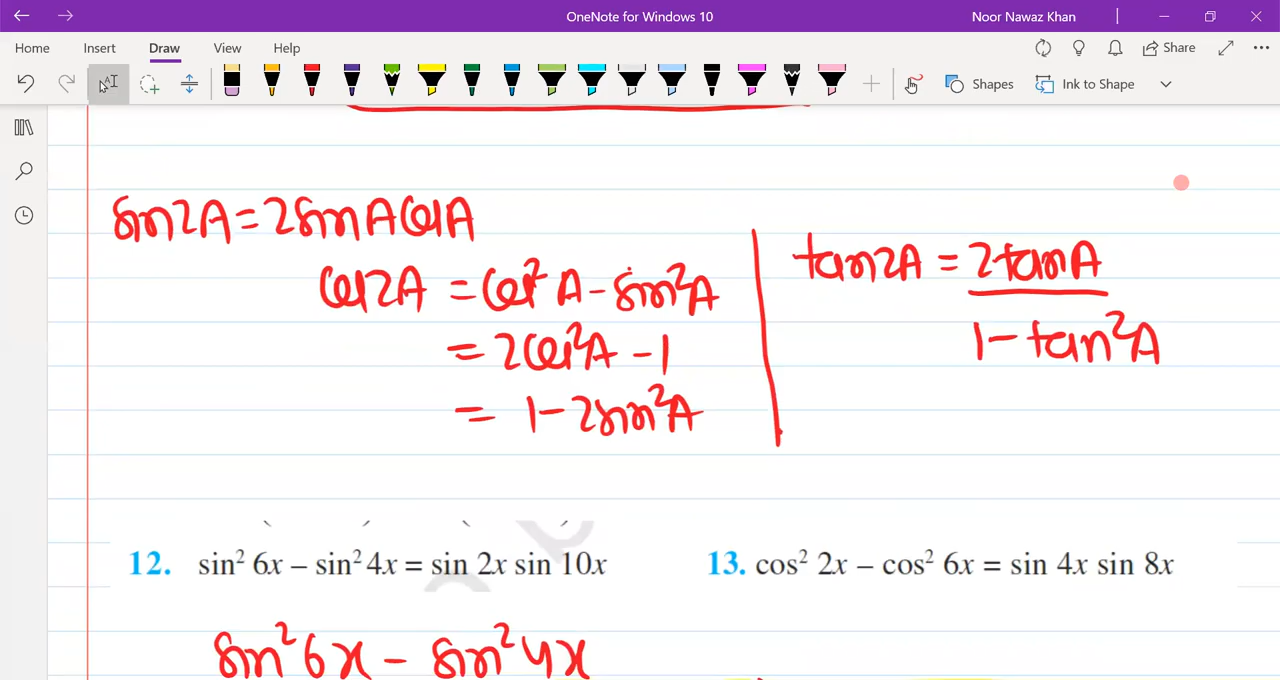 OneNote for Windows 10
Noor Nawaz Khan
Home Insert Draw View Help
Share
Shapes
Ink to Shape
sin2A = 2sinAcosA
cos2A = cos²A - sin²A
= 2cos²A - 1
= 1 - 2sin²A
tan2A = 2tanA
1 - tan²A
12. sin² 6x – sin² 4x = sin 2x sin 10x
13. cos² 2x – cos² 6x = sin 4x sin 8x
sin²6x - sin²4x